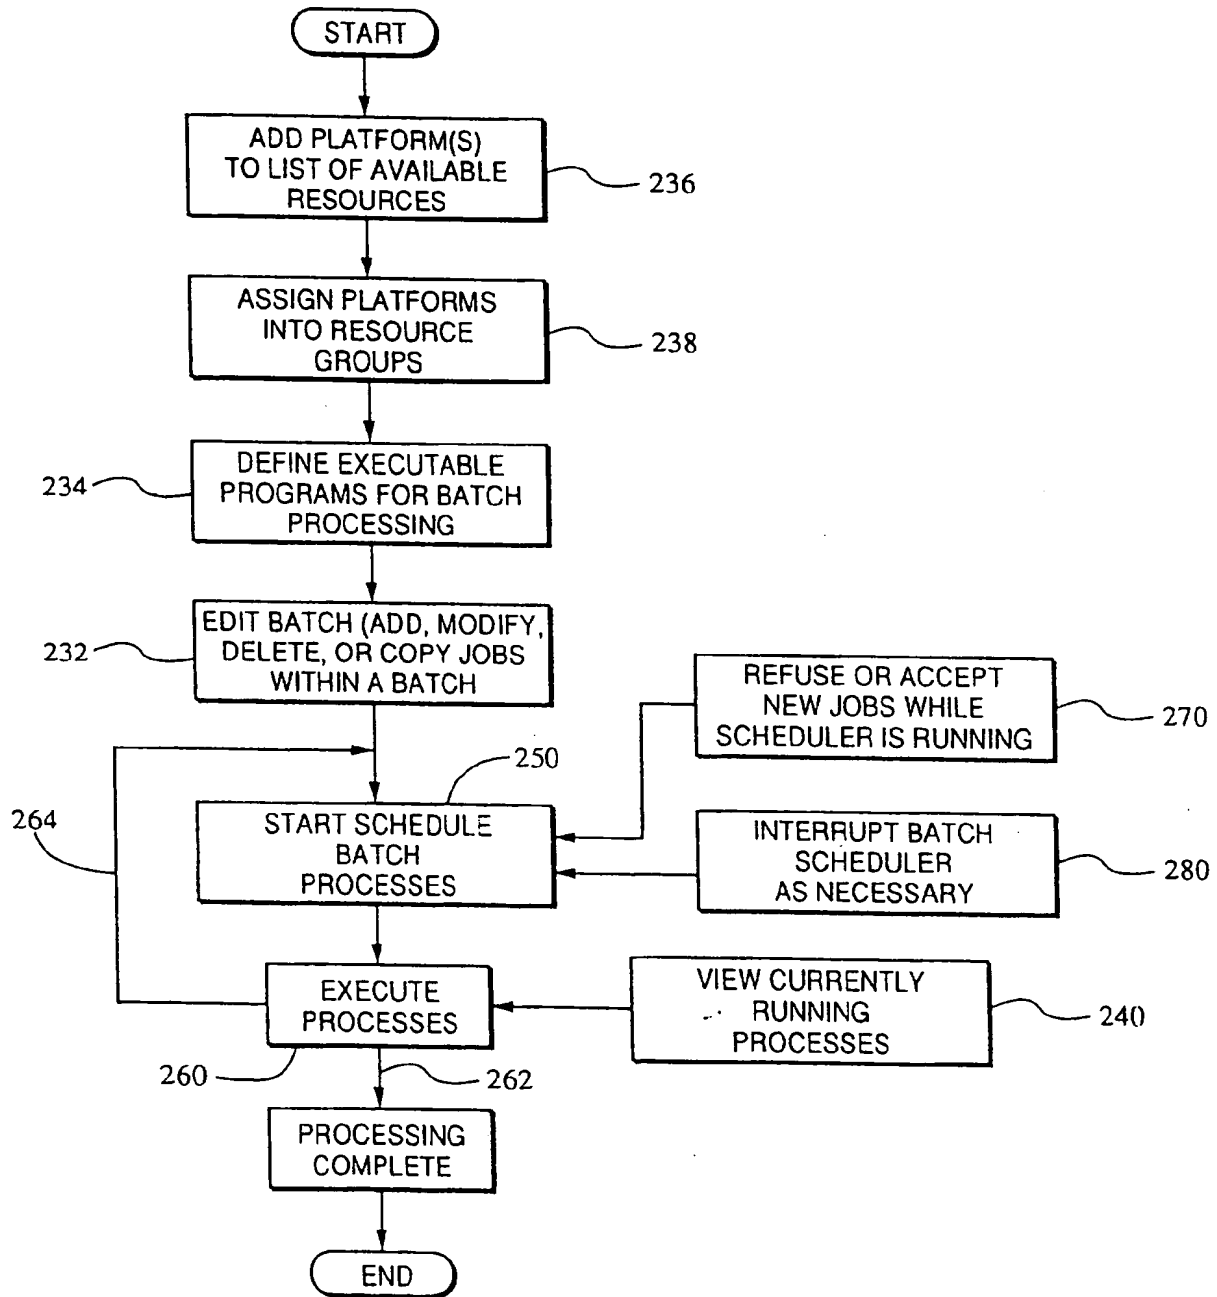 START
ADD PLATFORM(S)
TO LIST OF AVAILABLE
RESOURCES
236
ASSIGN PLATFORMS
INTO RESOURCE
GROUPS
238
234
DEFINE EXECUTABLE
PROGRAMS FOR BATCH
PROCESSING
232
EDIT BATCH (ADD, MODIFY,
DELETE, OR COPY JOBS
WITHIN A BATCH
REFUSE OR ACCEPT
NEW JOBS WHILE
SCHEDULER IS RUNNING
270
250
264
START SCHEDULE
BATCH
PROCESSES
INTERRUPT BATCH
SCHEDULER
AS NECESSARY
280
EXECUTE
PROCESSES
VIEW CURRENTLY
RUNNING
PROCESSES
240
260
262
PROCESSING
COMPLETE
END